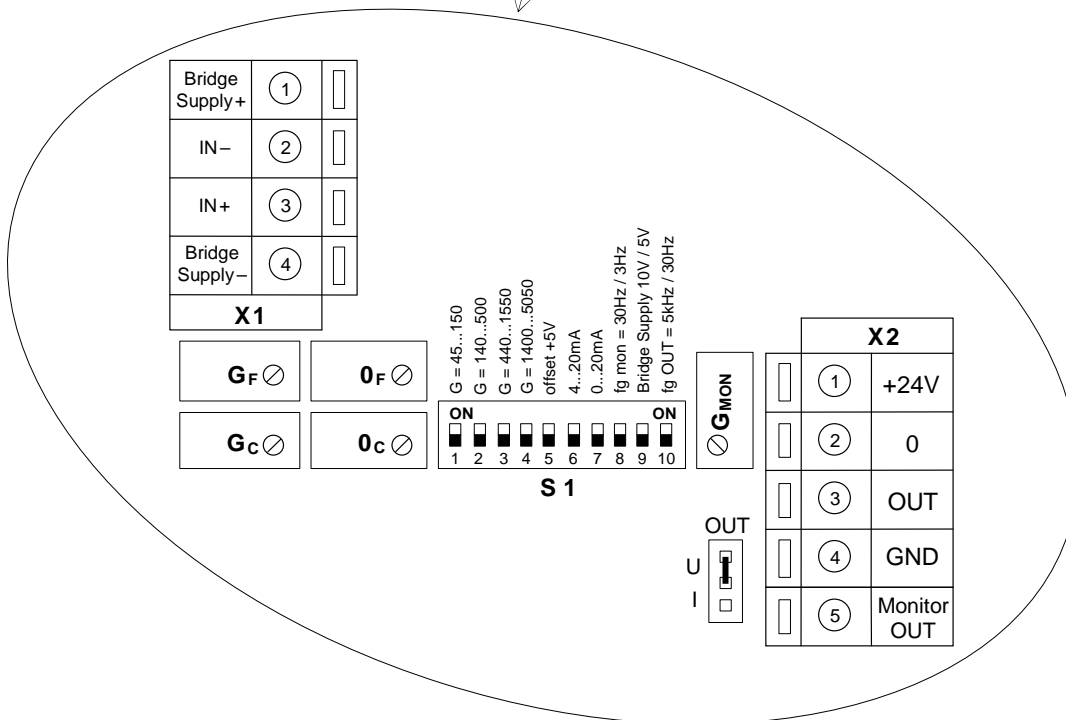 Bridge
Supply+
1
IN–
2
IN+
3
Bridge
Supply–
4
X1
GF
0F
GC
0C
G = 45...150
G = 140...500
G = 440...1550
G = 1400...5050
offset +5V
4...20mA
0...20mA
fg mon = 30Hz / 3Hz
Bridge Supply 10V / 5V
fg OUT = 5kHz / 30Hz
ON ON
1 2 3 4 5 6 7 8 9 10
S 1
GMON
OUT
U
I
X2
1 +24V
2 0
3 OUT
4 GND
5 Monitor
OUT